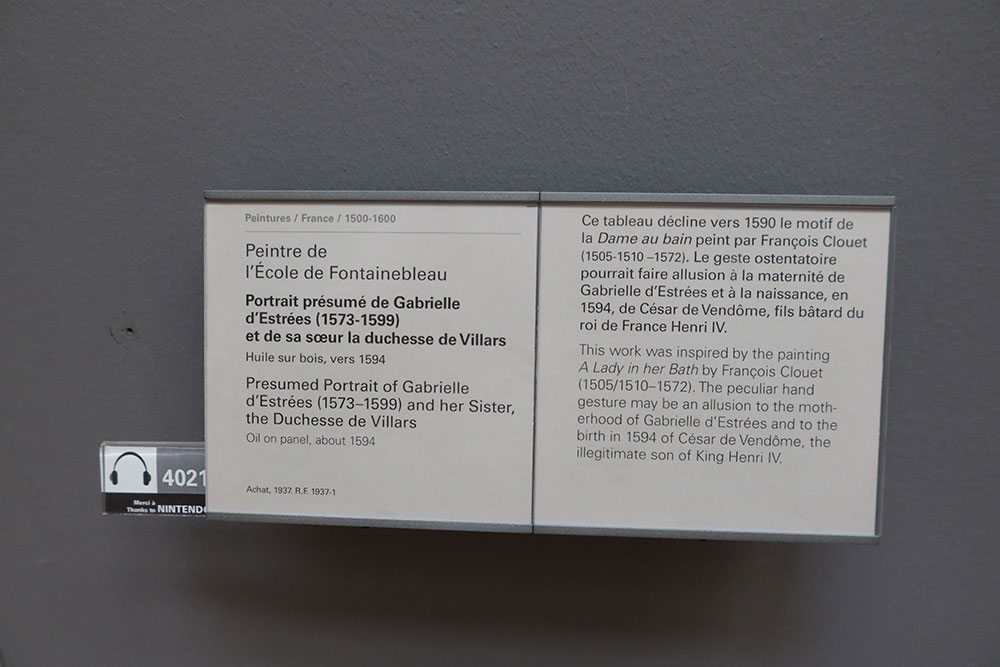 Peintures / France / 1500-1600
Peintre de
l'École de Fontainebleau
Portrait présumé de Gabrielle
d'Estrées (1573-1599)
et de sa sœur la duchesse de Villars
Huile sur bois, vers 1594
Presumed Portrait of Gabrielle
d'Estrées (1573–1599) and her Sister,
the Duchesse de Villars
Oil on panel, about 1594
Achat, 1937. R.F. 1937-1
Ce tableau décline vers 1590 le motif de
la Dame au bain peint par François Clouet
(1505-1510 –1572). Le geste ostentatoire
pourrait faire allusion à la maternité de
Gabrielle d'Estrées et à la naissance, en
1594, de César de Vendôme, fils bâtard du
roi de France Henri IV.
This work was inspired by the painting
A Lady in her Bath by François Clouet
(1505/1510–1572). The peculiar hand
gesture may be an allusion to the moth-
erhood of Gabrielle d'Estrées and to the
birth in 1594 of César de Vendôme, the
illegitimate son of King Henri IV.
4021
Merci à
Thanks to NINTENDO